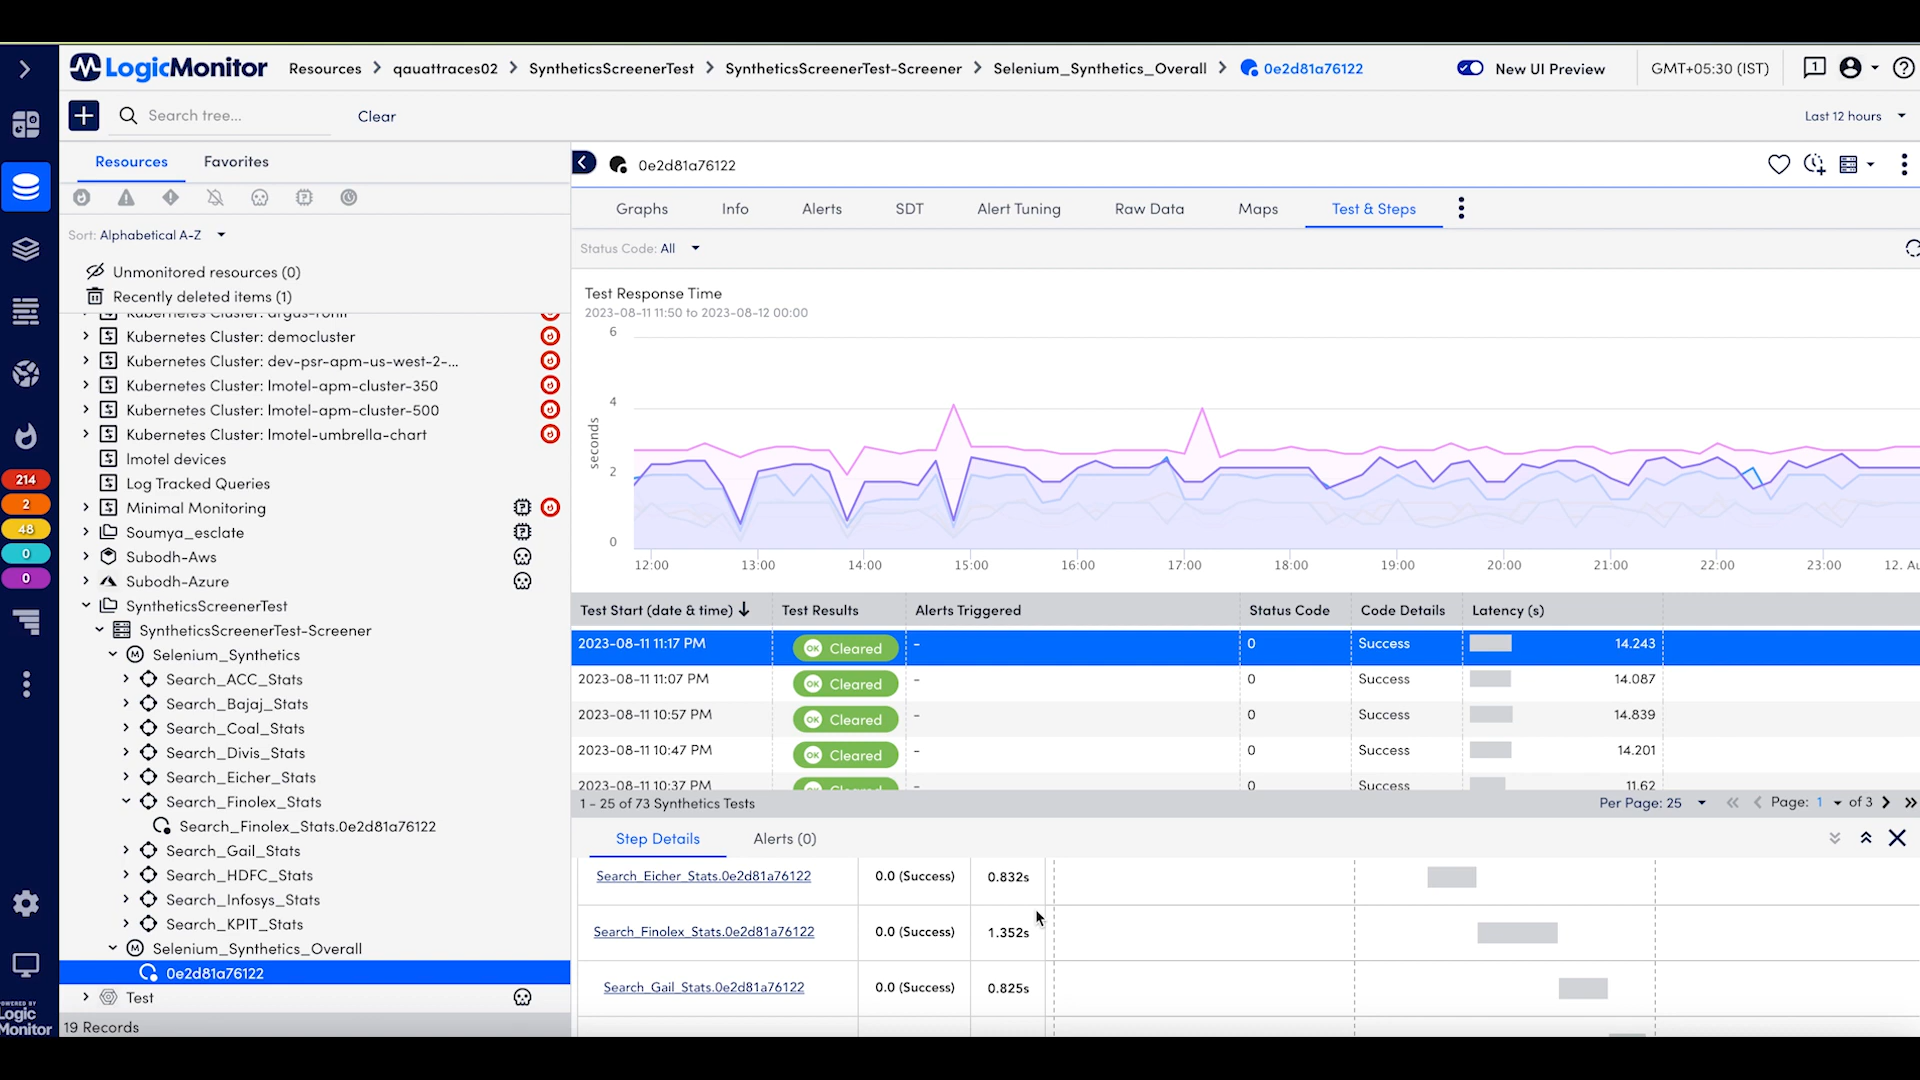 LogicMonitor
Resources > qauattraces02 > SyntheticsScreenerTest > SyntheticsScreenerTest-Screener > Selenium_Synthetics_Overall > 0e2d81a76122
New UI Preview
GMT+05:30 (IST)
1
Search tree...
Clear
Last 12 hours
Resources
Favorites
Sort: Alphabetical A-Z
Unmonitored resources (0)
Recently deleted items (1)
Kubernetes Cluster: democluster
Kubernetes Cluster: dev-psr-apm-us-west-2-...
Kubernetes Cluster: lmotel-apm-cluster-350
Kubernetes Cluster: lmotel-apm-cluster-500
Kubernetes Cluster: lmotel-umbrella-chart
lmotel devices
Log Tracked Queries
Minimal Monitoring
Soumya_esclate
Subodh-Aws
Subodh-Azure
SyntheticsScreenerTest
SyntheticsScreenerTest-Screener
Selenium_Synthetics
Search_ACC_Stats
Search_Bajaj_Stats
Search_Coal_Stats
Search_Divis_Stats
Search_Eicher_Stats
Search_Finolex_Stats
Search_Finolex_Stats.0e2d81a76122
Search_Gail_Stats
Search_HDFC_Stats
Search_Infosys_Stats
Search_KPIT_Stats
Selenium_Synthetics_Overall
0e2d81a76122
Test
19 Records
214
2
48
0
0
POWERED BY
Logic
Monitor
0e2d81a76122
Graphs
Info
Alerts
SDT
Alert Tuning
Raw Data
Maps
Test & Steps
Status Code: All
Test Response Time
2023-08-11 11:50 to 2023-08-12 00:00
seconds
6
4
2
0
12:00 13:00 14:00 15:00 16:00 17:00 18:00 19:00 20:00 21:00 22:00 23:00 12. Au
Test Start (date & time) Test Results Alerts Triggered Status Code Code Details Latency (s)
2023-08-11 11:17 PM OK Cleared - 0 Success 14.243
2023-08-11 11:07 PM OK Cleared - 0 Success 14.087
2023-08-11 10:57 PM OK Cleared - 0 Success 14.839
2023-08-11 10:47 PM OK Cleared - 0 Success 14.201
2023-08-11 10:37 PM OK Cleared - 0 Success 11.62
1 - 25 of 73 Synthetics Tests
Per Page: 25
Page: 1 of 3
Step Details
Alerts (0)
Search_Eicher_Stats.0e2d81a76122 0.0 (Success) 0.832s
Search_Finolex_Stats.0e2d81a76122 0.0 (Success) 1.352s
Search_Gail_Stats.0e2d81a76122 0.0 (Success) 0.825s